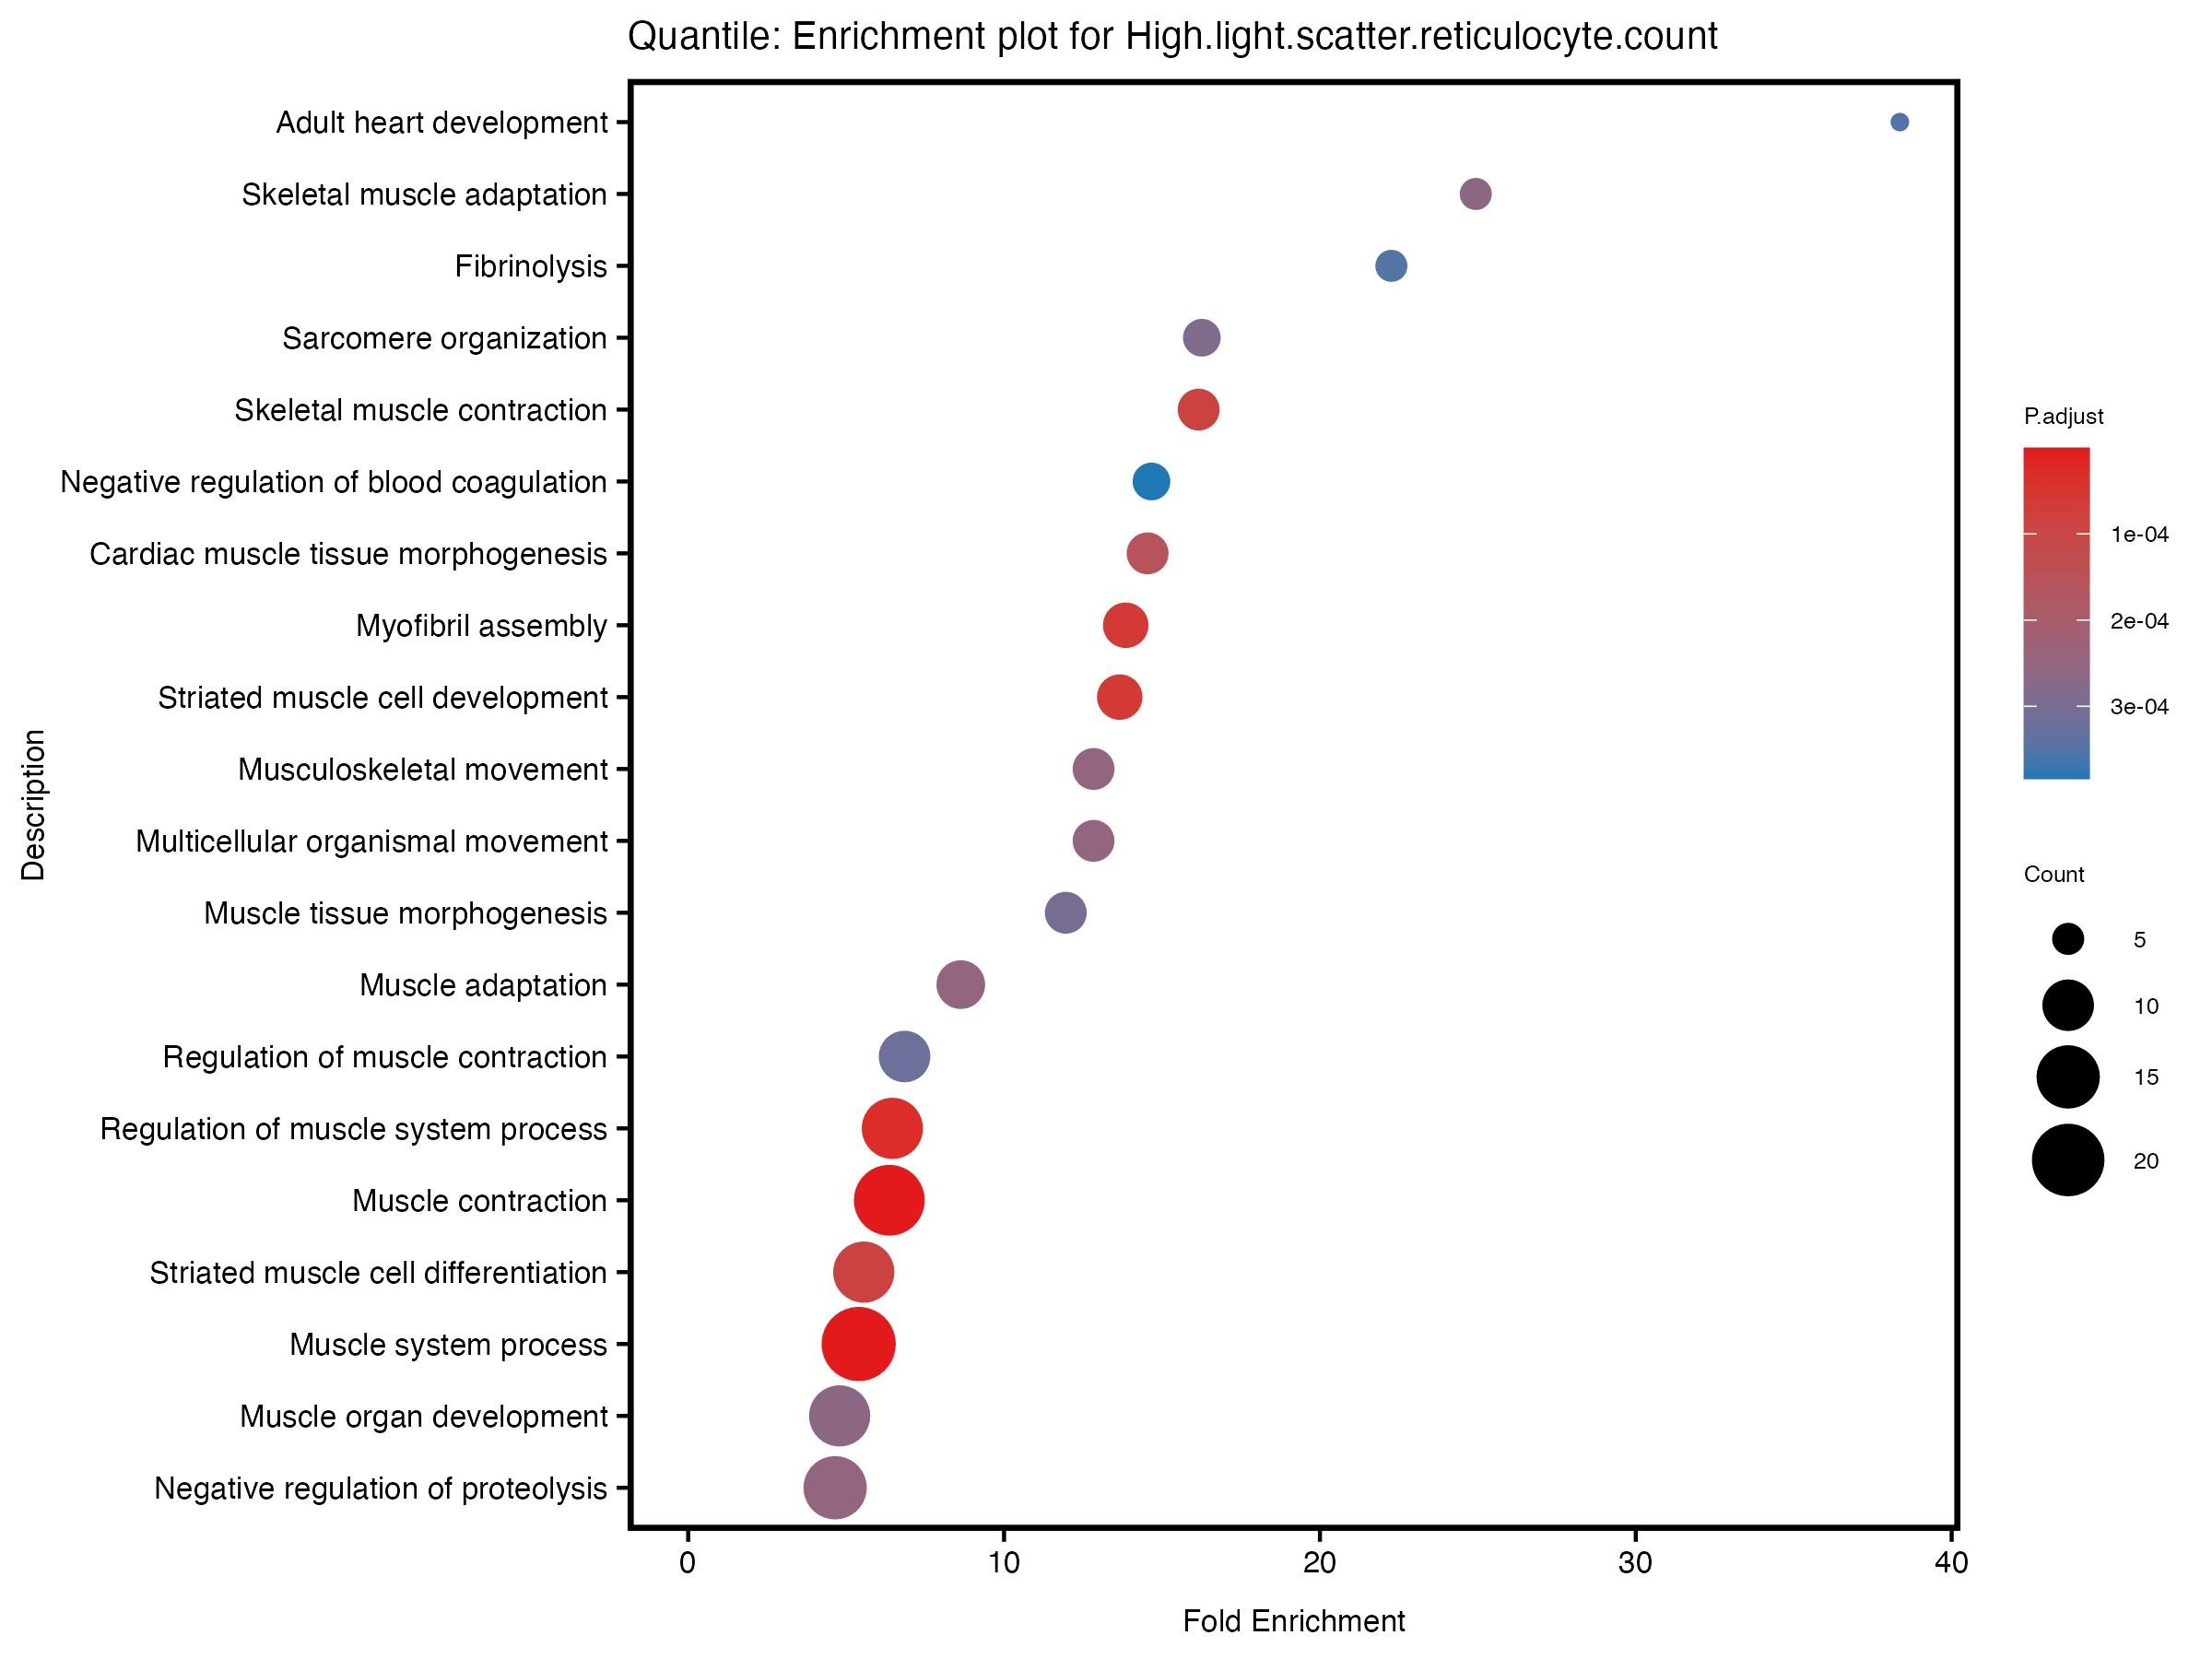 Quantile: Enrichment plot for High.light.scatter.reticulocyte.count
Description
Adult heart development
Skeletal muscle adaptation
Fibrinolysis
Sarcomere organization
Skeletal muscle contraction
Negative regulation of blood coagulation
Cardiac muscle tissue morphogenesis
Myofibril assembly
Striated muscle cell development
Musculoskeletal movement
Multicellular organismal movement
Muscle tissue morphogenesis
Muscle adaptation
Regulation of muscle contraction
Regulation of muscle system process
Muscle contraction
Striated muscle cell differentiation
Muscle system process
Muscle organ development
Negative regulation of proteolysis
0 10 20 30 40
Fold Enrichment
P.adjust
1e-04
2e-04
3e-04
Count
5
10
15
20